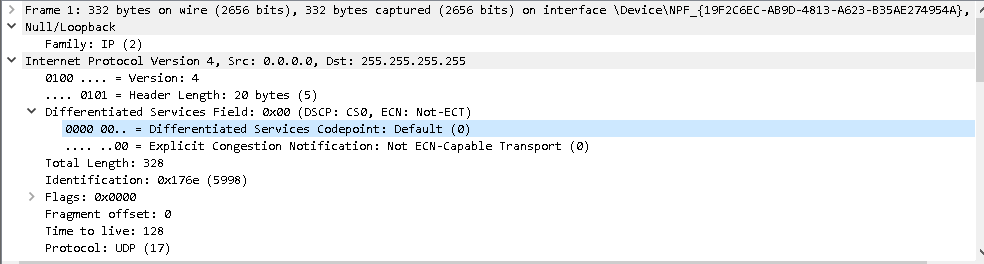 Frame 1: 332 bytes on wire (2656 bits), 332 bytes captured (2656 bits) on interface \Device\NPF_{19F2C6EC-AB9D-4813-A623-B35AE274954A},
Null/Loopback
Family: IP (2)
Internet Protocol Version 4, Src: 0.0.0.0, Dst: 255.255.255.255
0100 .... = Version: 4
.... 0101 = Header Length: 20 bytes (5)
Differentiated Services Field: 0x00 (DSCP: CS0, ECN: Not-ECT)
0000 00.. = Differentiated Services Codepoint: Default (0)
.... ..00 = Explicit Congestion Notification: Not ECN-Capable Transport (0)
Total Length: 328
Identification: 0x176e (5998)
Flags: 0x0000
Fragment offset: 0
Time to live: 128
Protocol: UDP (17)